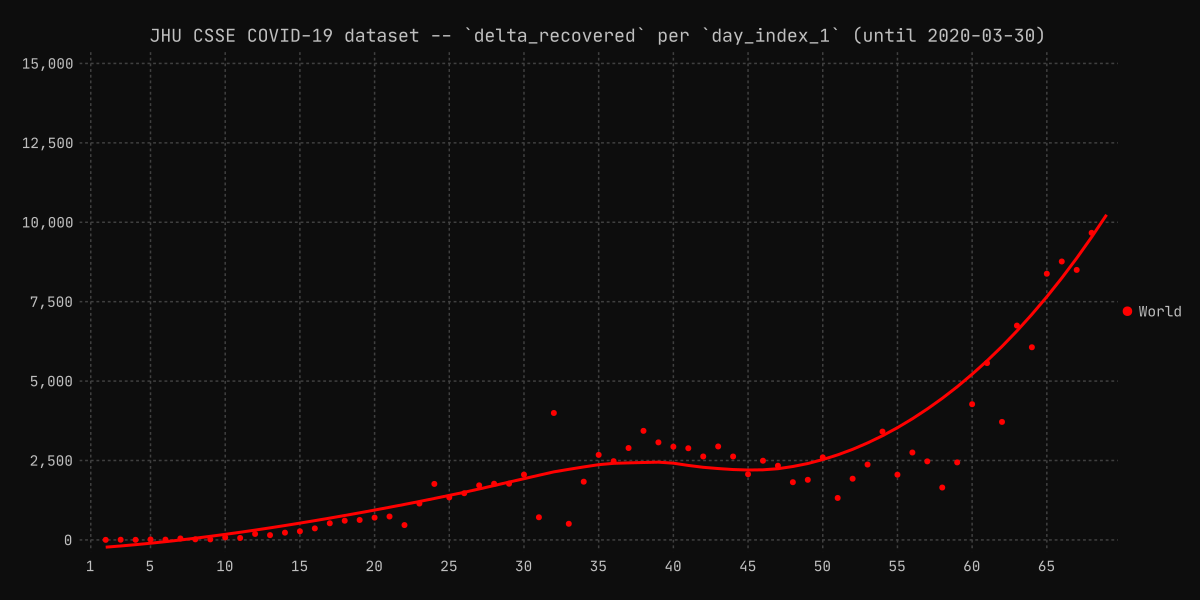 JHU CSSE COVID-19 dataset -- `delta_recovered` per `day_index_1` (until 2020-03-30)
15,000
12,500
10,000
7,500
5,000
2,500
0
1 5 10 15 20 25 30 35 40 45 50 55 60 65
World